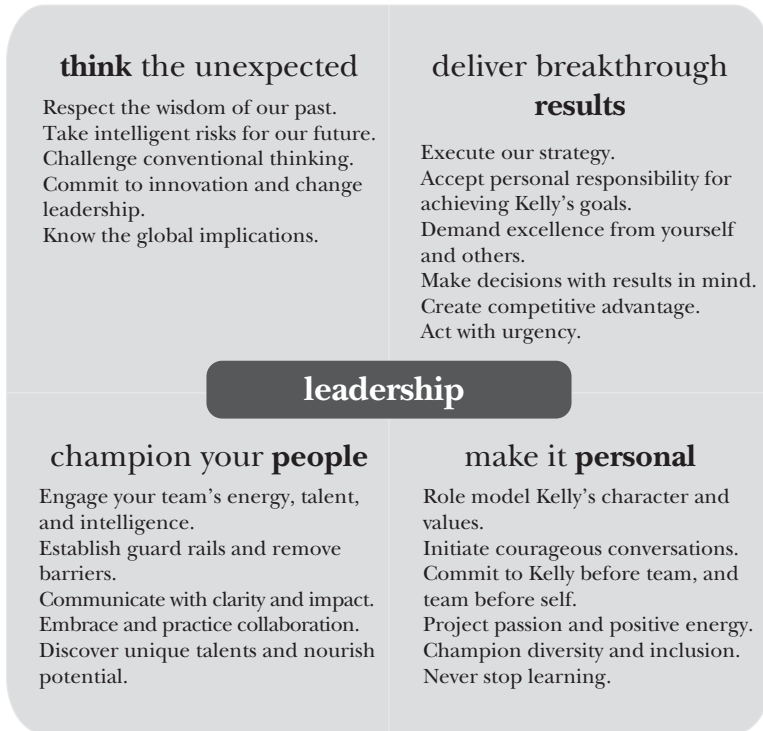 think the unexpected
Respect the wisdom of our past.
Take intelligent risks for our future.
Challenge conventional thinking.
Commit to innovation and change
leadership.
Know the global implications.
deliver breakthrough
results
Execute our strategy.
Accept personal responsibility for
achieving Kelly’s goals.
Demand excellence from yourself
and others.
Make decisions with results in mind.
Create competitive advantage.
Act with urgency.
leadership
champion your people
Engage your team’s energy, talent,
and intelligence.
Establish guard rails and remove
barriers.
Communicate with clarity and impact.
Embrace and practice collaboration.
Discover unique talents and nourish
potential.
make it personal
Role model Kelly’s character and
values.
Initiate courageous conversations.
Commit to Kelly before team, and
team before self.
Project passion and positive energy.
Champion diversity and inclusion.
Never stop learning.